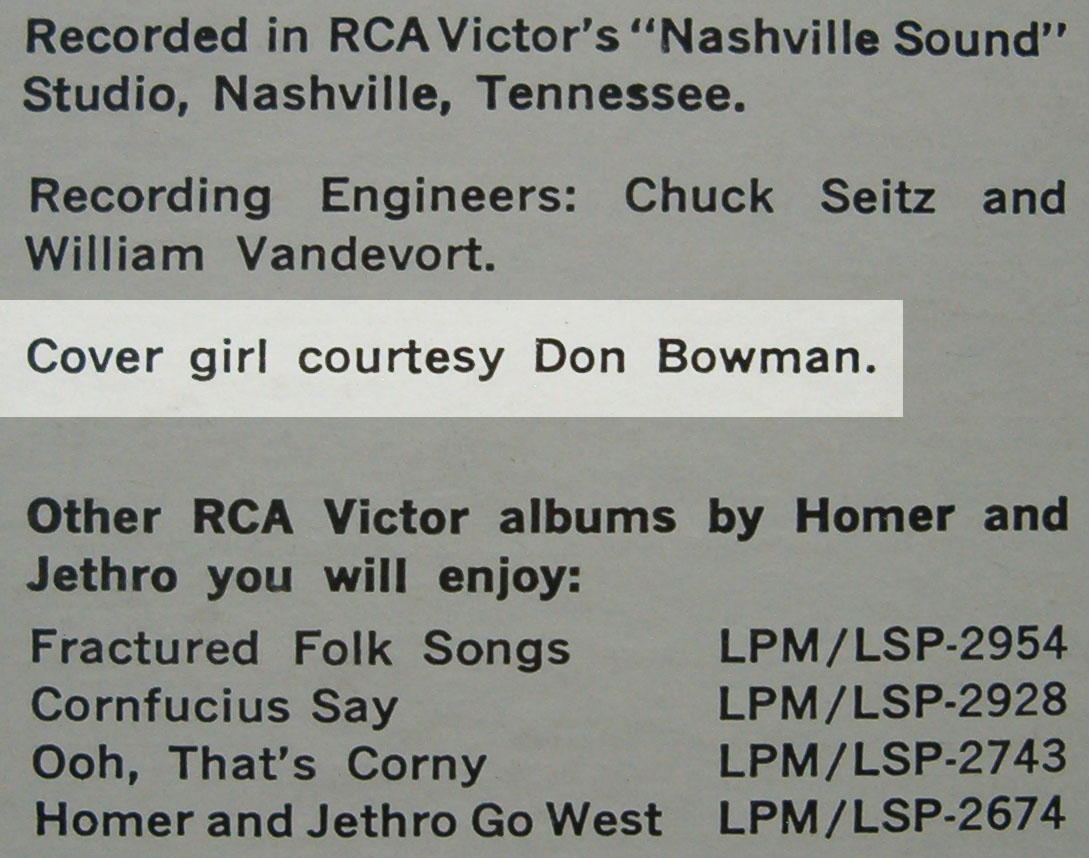 Recorded in RCA Victor's "Nashville Sound"
Studio, Nashville, Tennessee.
Recording Engineers: Chuck Seitz and
William Vandevort.
Cover girl courtesy Don Bowman.
Other RCA Victor albums by Homer and
Jethro you will enjoy:
Fractured Folk Songs LPM/LSP-2954
Cornfucius Say LPM/LSP-2928
Ooh, That's Corny LPM/LSP-2743
Homer and Jethro Go West LPM/LSP-2674